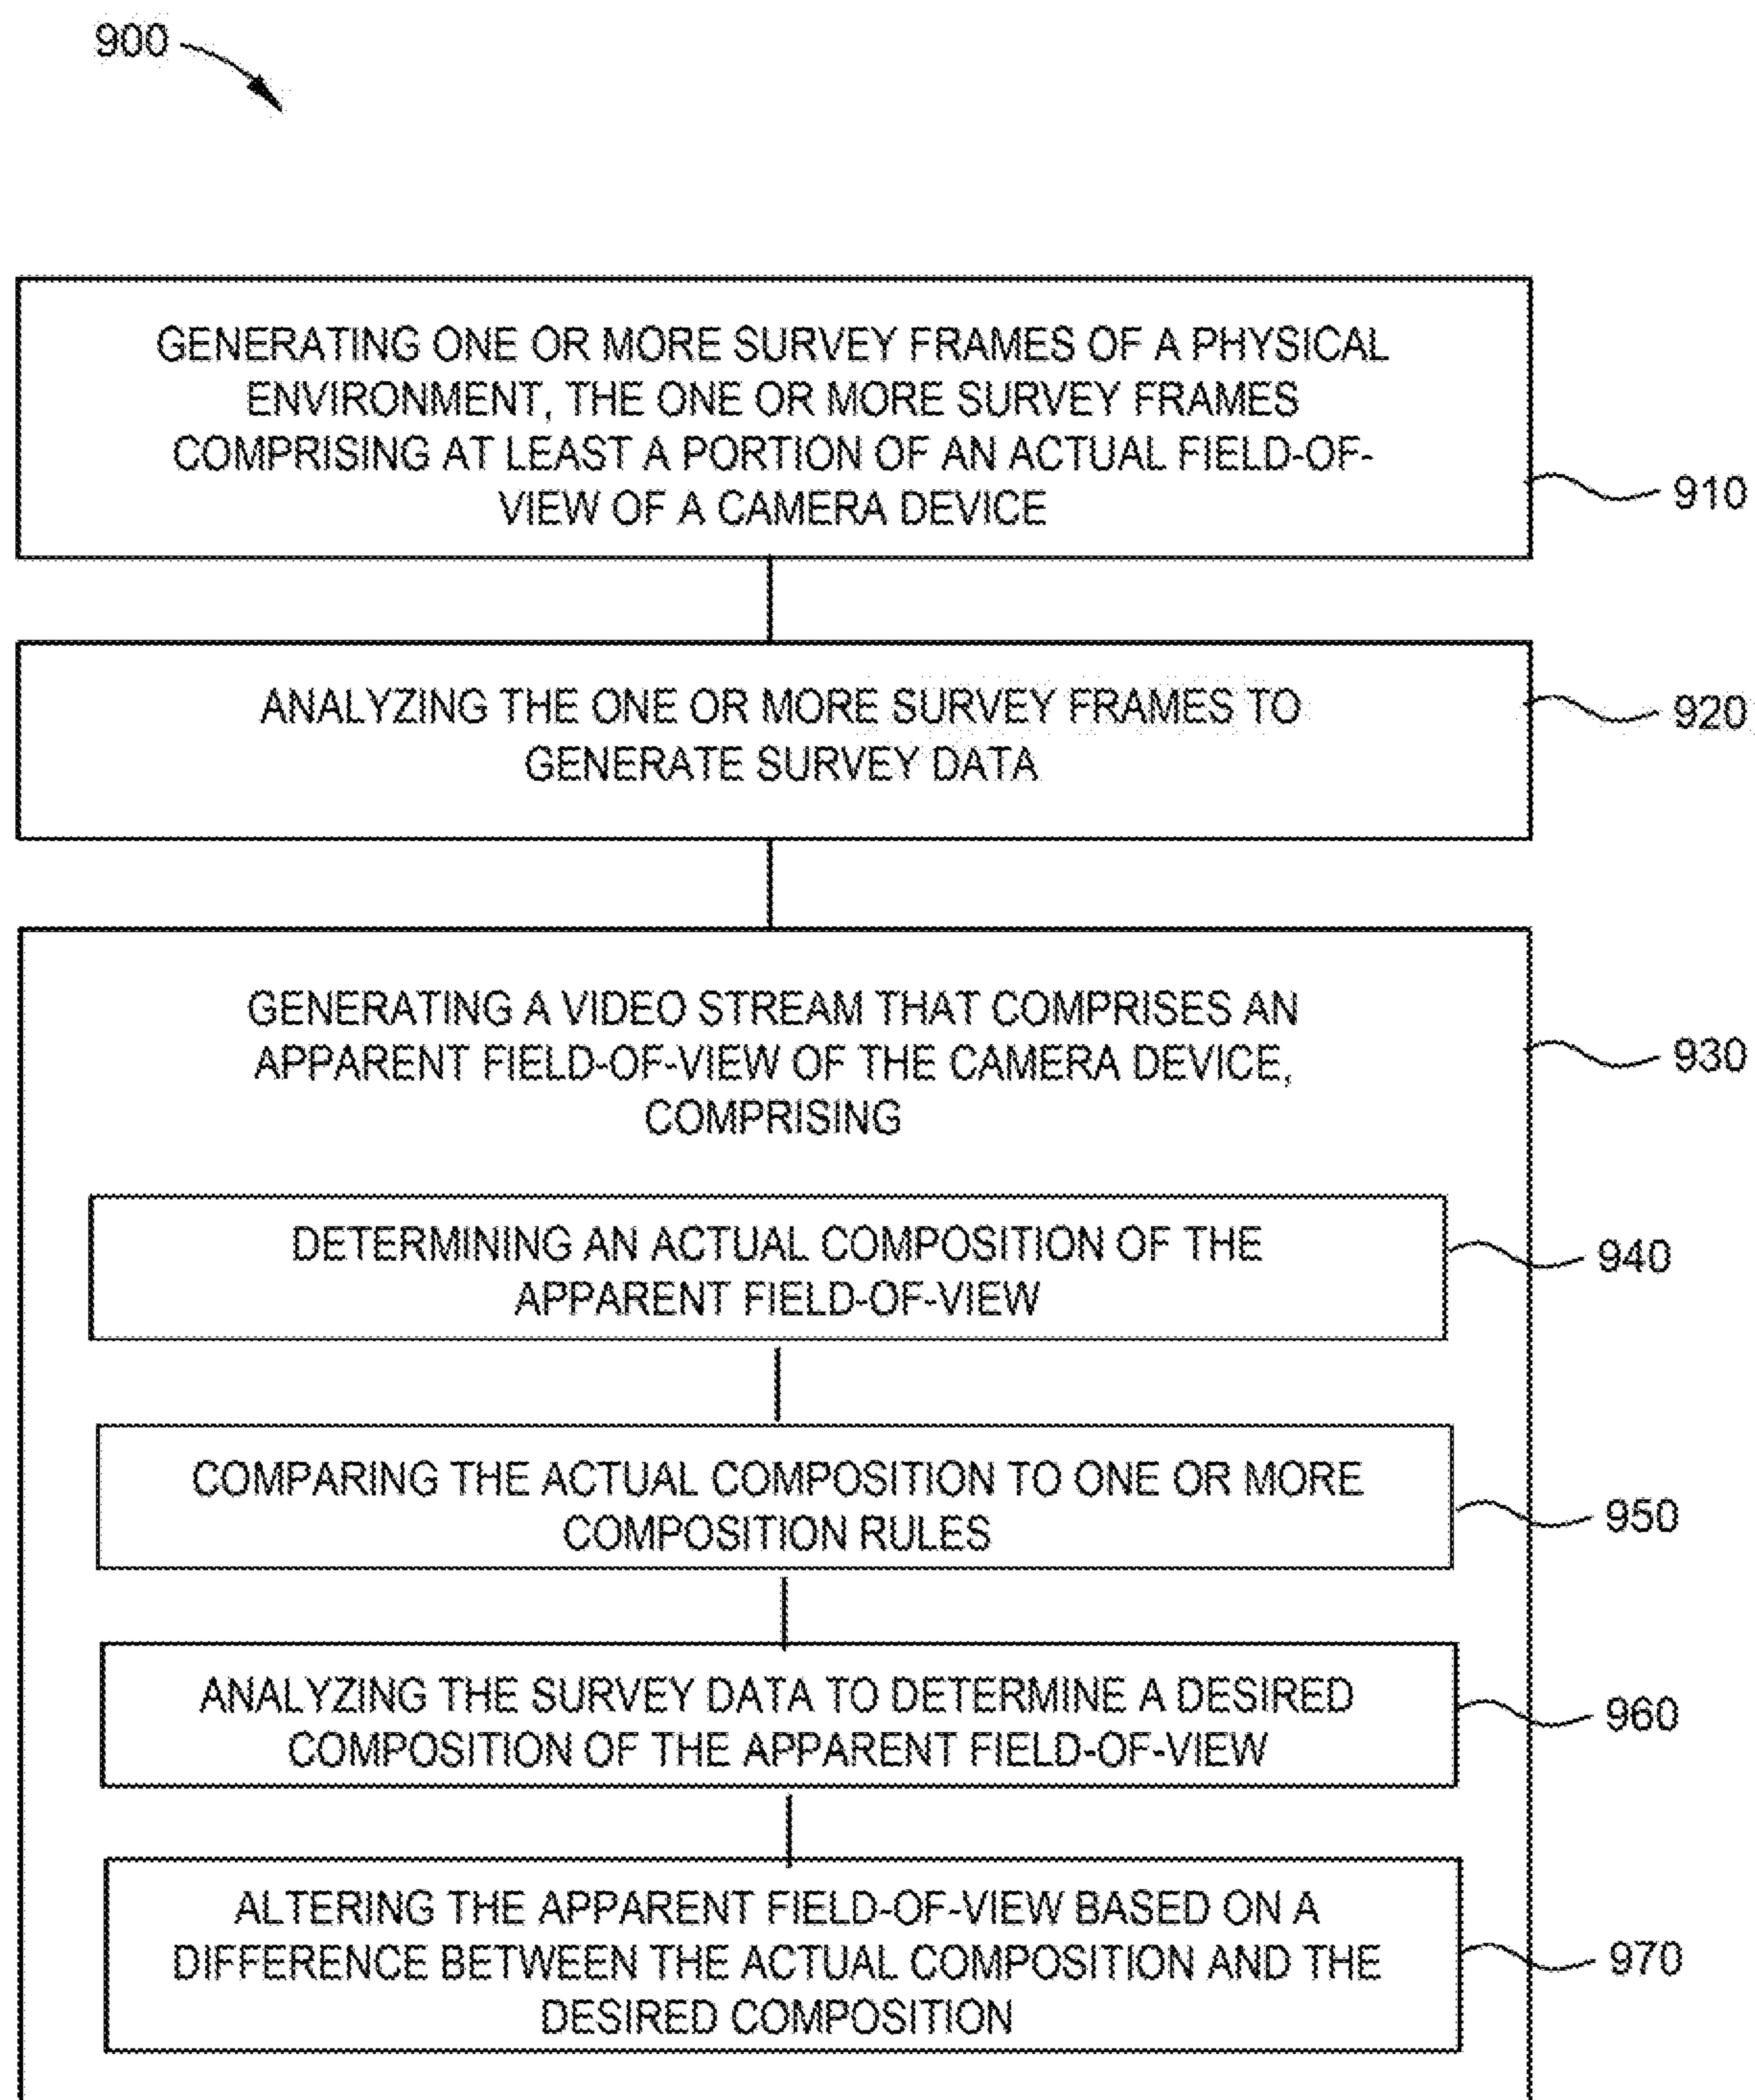 900
GENERATING ONE OR MORE SURVEY FRAMES OF A PHYSICAL
ENVIRONMENT, THE ONE OR MORE SURVEY FRAMES
COMPRISING AT LEAST A PORTION OF AN ACTUAL FIELD-OF-
VIEW OF A CAMERA DEVICE
910
ANALYZING THE ONE OR MORE SURVEY FRAMES TO
GENERATE SURVEY DATA
920
GENERATING A VIDEO STREAM THAT COMPRISES AN
APPARENT FIELD-OF-VIEW OF THE CAMERA DEVICE,
COMPRISING
930
DETERMINING AN ACTUAL COMPOSITION OF THE
APPARENT FIELD-OF-VIEW
940
COMPARING THE ACTUAL COMPOSITION TO ONE OR MORE
COMPOSITION RULES
950
ANALYZING THE SURVEY DATA TO DETERMINE A DESIRED
COMPOSITION OF THE APPARENT FIELD-OF-VIEW
960
ALTERING THE APPARENT FIELD-OF-VIEW BASED ON A
DIFFERENCE BETWEEN THE ACTUAL COMPOSITION AND THE
DESIRED COMPOSITION
970